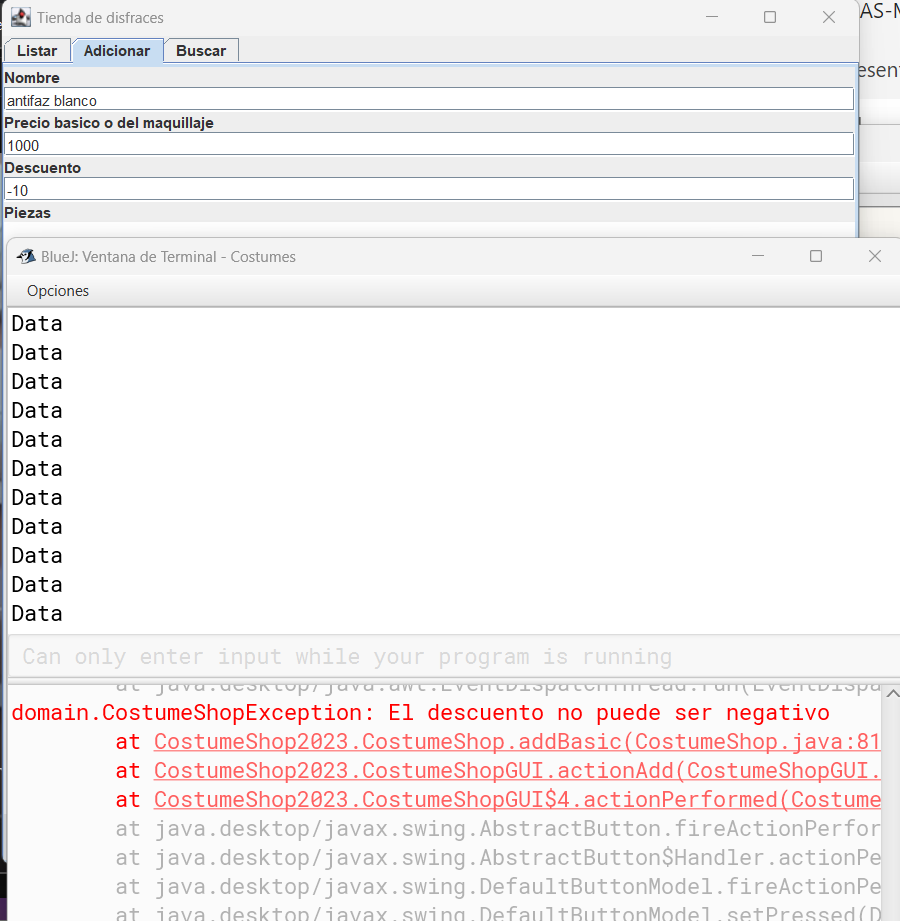 Tienda de disfraces
AS-M
Listar Adicionar Buscar
esent
Nombre
antifaz blanco
Precio basico o del maquillaje
1000
Descuento
-10
Piezas
BlueJ: Ventana de Terminal - Costumes
Opciones
Data
Data
Data
Data
Data
Data
Data
Data
Data
Data
Data
Can only enter input while your program is running
at java.desktop/java.awt.EventDispatchThread.run(EventDispa
domain.CostumeShopException: El descuento no puede ser negativo
at CostumeShop2023.CostumeShop.addBasic(CostumeShop.java:81
at CostumeShop2023.CostumeShopGUI.actionAdd(CostumeShopGUI.
at CostumeShop2023.CostumeShopGUI$4.actionPerformed(Costume
at java.desktop/javax.swing.AbstractButton.fireActionPerfor
at java.desktop/javax.swing.AbstractButton$Handler.actionPe
at java.desktop/javax.swing.DefaultButtonModel.fireActionPe
at java.desktop/javax.swing.DefaultButtonModel.setPressed(D